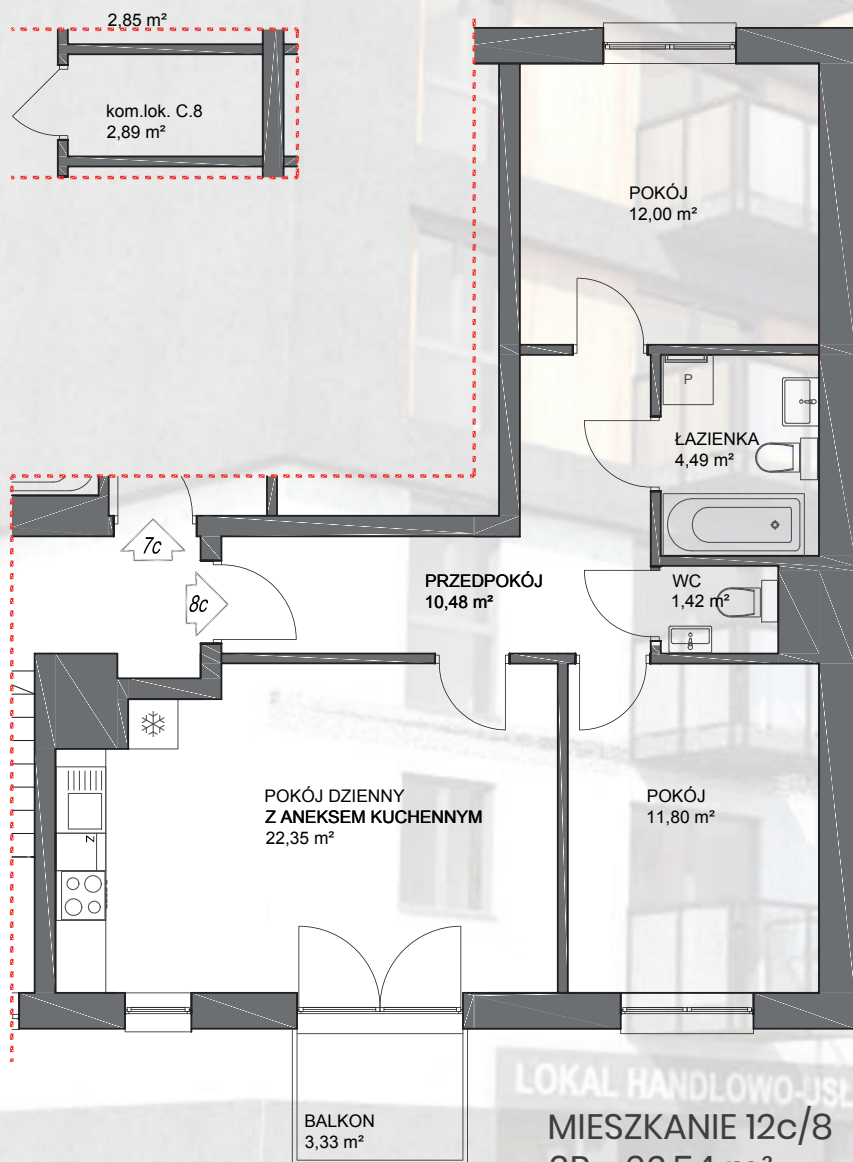 2,85 m²
kom.lok. C.8
2,89 m²
POKÓJ
12,00 m²
P
ŁAZIENKA
4,49 m²
7c
8c
PRZEDPOKÓJ
10,48 m²
WC
1,42 m²
POKÓJ DZIENNY
Z ANEKSEM KUCHENNYM
22,35 m²
Z
POKÓJ
11,80 m²
BALKON
3,33 m²
LOKAL HANDLOWO-USŁ
MIESZKANIE 12c/8